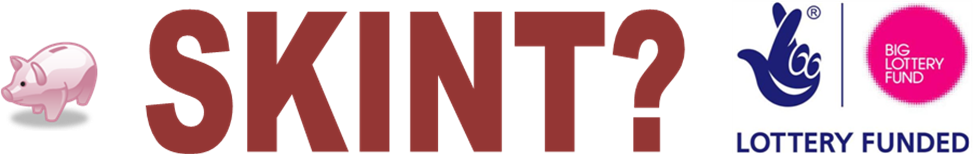 SKINT?
®
BIG
LOTTERY
FUND
LOTTERY FUNDED